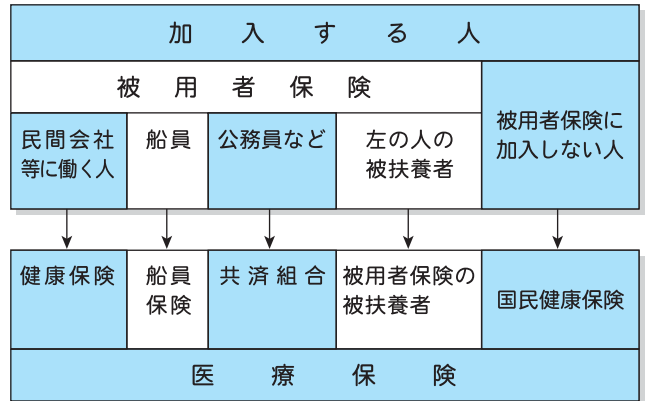 加入する人
被用者保険
民間会社
等に働く人
船員
公務員など
左の人の
被扶養者
被用者保険に
加入しない人
健康保険
船員
保険
共済組合
被用者保険の
被扶養者
国民健康保険
医療保険